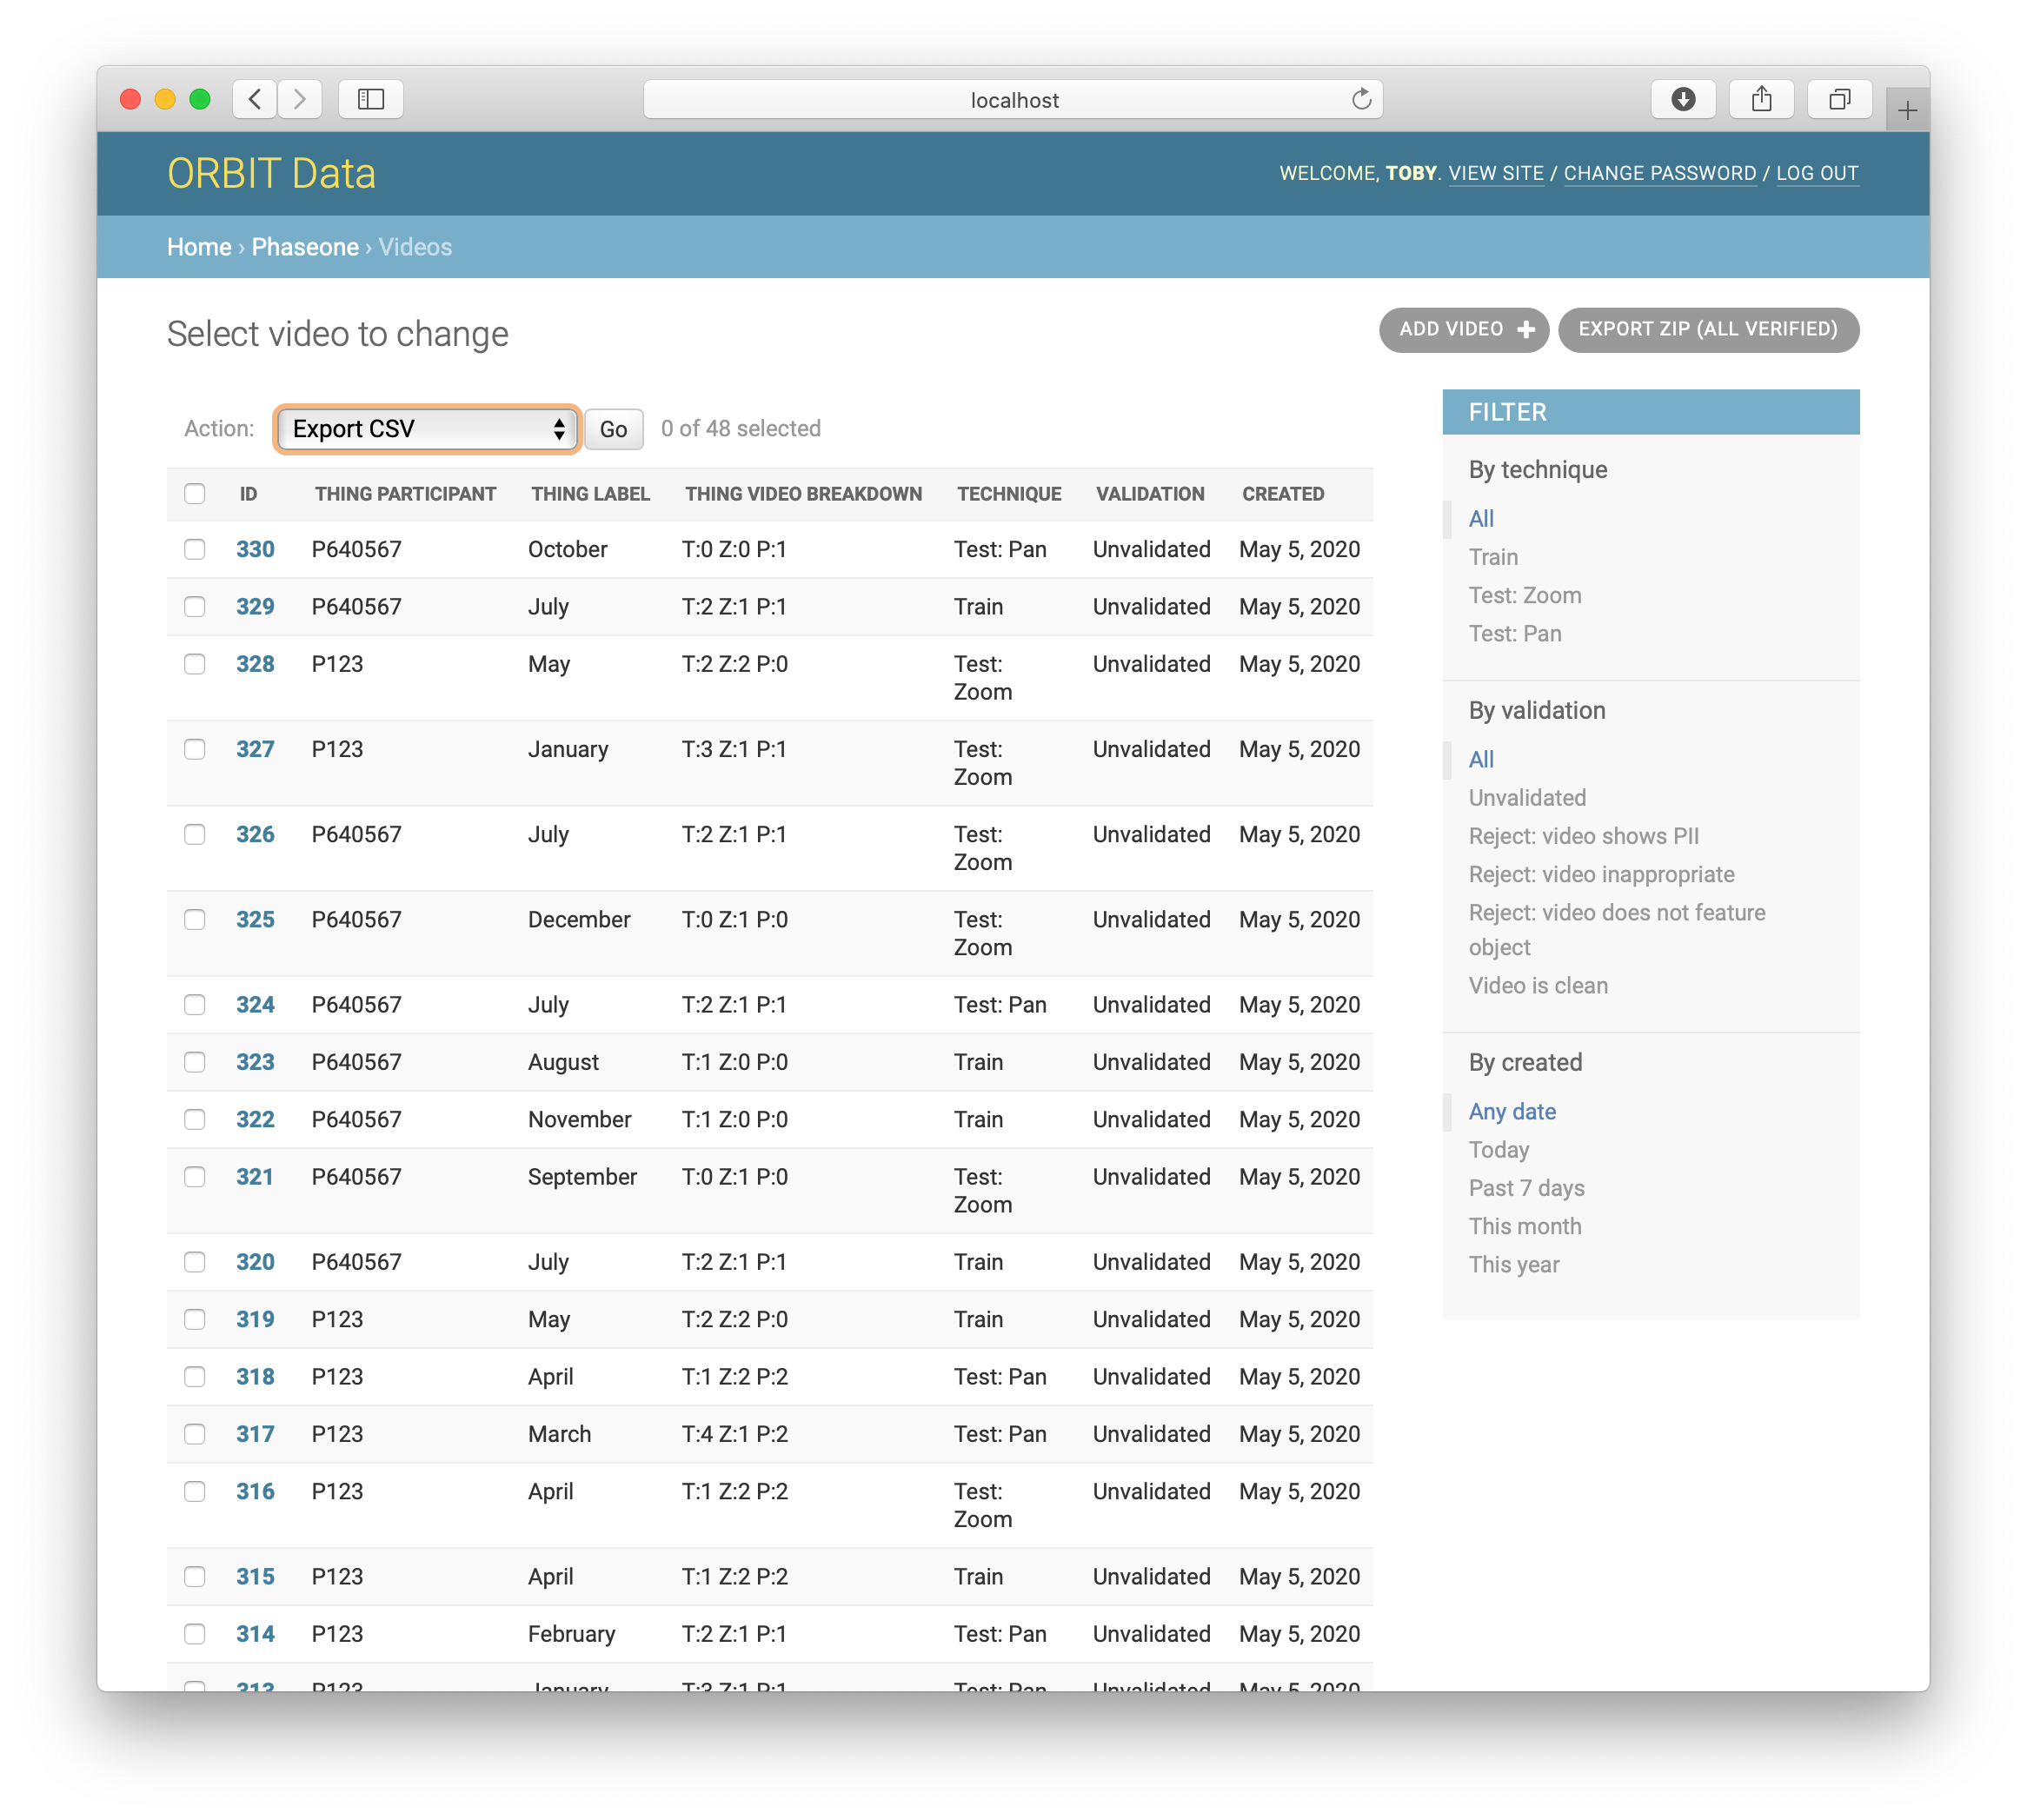 localhost
ORBIT Data
WELCOME, TOBY. VIEW SITE / CHANGE PASSWORD / LOG OUT
Home › Phaseone › Videos
Select video to change
ADD VIDEO
EXPORT ZIP (ALL VERIFIED)
Action: Export CSV Go 0 of 48 selected
ID THING PARTICIPANT THING LABEL THING VIDEO BREAKDOWN TECHNIQUE VALIDATION CREATED
330 P640567 October T:0 Z:0 P:1 Test: Pan Unvalidated May 5, 2020
329 P640567 July T:2 Z:1 P:1 Train Unvalidated May 5, 2020
328 P123 May T:2 Z:2 P:0 Test: Unvalidated May 5, 2020
Zoom
327 P123 January T:3 Z:1 P:1 Test: Unvalidated May 5, 2020
Zoom
326 P640567 July T:2 Z:1 P:1 Test: Unvalidated May 5, 2020
Zoom
325 P640567 December T:0 Z:1 P:0 Test: Unvalidated May 5, 2020
Zoom
324 P640567 July T:2 Z:1 P:1 Test: Pan Unvalidated May 5, 2020
323 P640567 August T:1 Z:0 P:0 Train Unvalidated May 5, 2020
322 P640567 November T:1 Z:0 P:0 Train Unvalidated May 5, 2020
321 P640567 September T:0 Z:1 P:0 Test: Unvalidated May 5, 2020
Zoom
320 P640567 July T:2 Z:1 P:1 Train Unvalidated May 5, 2020
319 P123 May T:2 Z:2 P:0 Train Unvalidated May 5, 2020
318 P123 April T:1 Z:2 P:2 Test: Pan Unvalidated May 5, 2020
317 P123 March T:4 Z:1 P:2 Test: Pan Unvalidated May 5, 2020
316 P123 April T:1 Z:2 P:2 Test: Unvalidated May 5, 2020
Zoom
315 P123 April T:1 Z:2 P:2 Train Unvalidated May 5, 2020
314 P123 February T:2 Z:1 P:1 Test: Pan Unvalidated May 5, 2020
313 P123 January T:3 Z:1 P:1 Test: Pan Unvalidated May 5, 2020
FILTER
By technique
All
Train
Test: Zoom
Test: Pan
By validation
All
Unvalidated
Reject: video shows PII
Reject: video inappropriate
Reject: video does not feature
object
Video is clean
By created
Any date
Today
Past 7 days
This month
This year